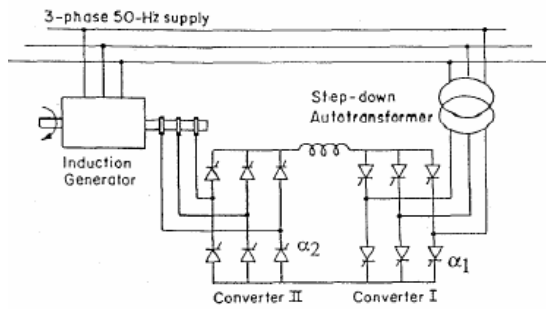 3-phase 50-Hz supply
Step-down
Autotransformer
Induction
Generator
α2
α1
Converter II
Converter I